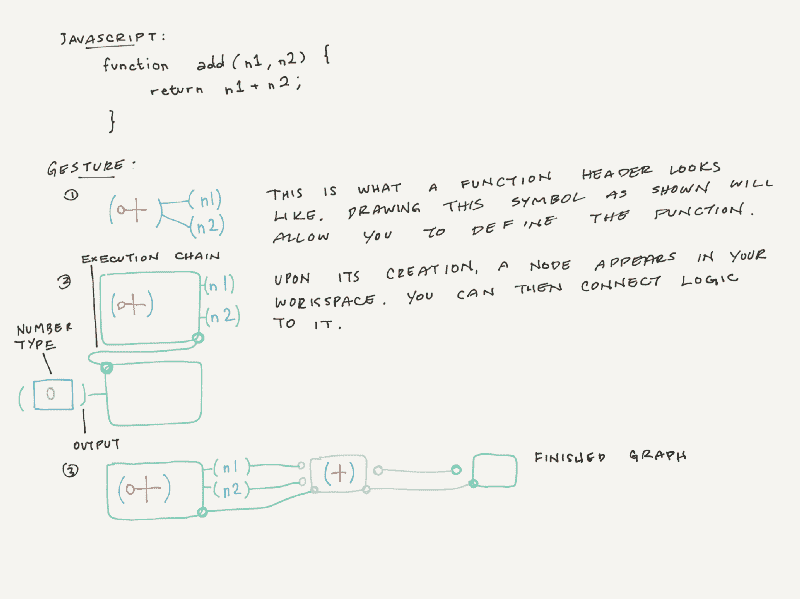 JAVASCRIPT:
function add (n1, n2) {
return n1 + n2;
}
GESTURE:
①
(n1)
(n2)
THIS IS WHAT A FUNCTION HEADER LOOKS
LIKE. DRAWING THIS SYMBOL AS SHOWN WILL
ALLOW YOU TO DEFINE THE FUNCTION.
EXECUTION CHAIN
②
(n1)
(n2)
UPON ITS CREATION, A NODE APPEARS IN YOUR
WORKSPACE. YOU CAN THEN CONNECT LOGIC
TO IT.
NUMBER
TYPE
( 0 )
OUTPUT
③
(n1)
(n2)
(+)
FINISHED GRAPH